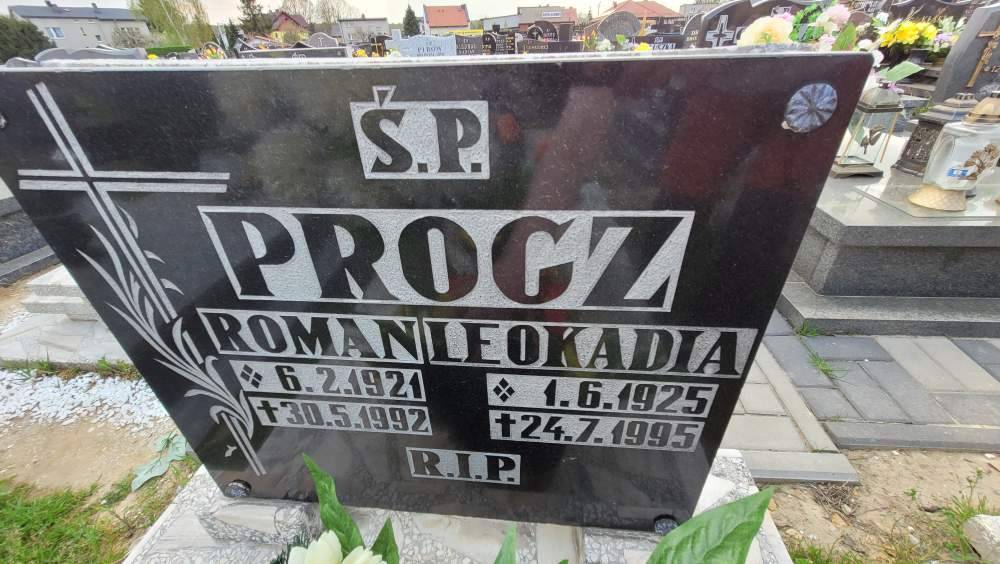 Ś.P.
PROCZ
ROMAN LEOKADIA
6.2.1921 1.6.1925
✝30.5.1992 ✝24.7.1995
R.I.P.